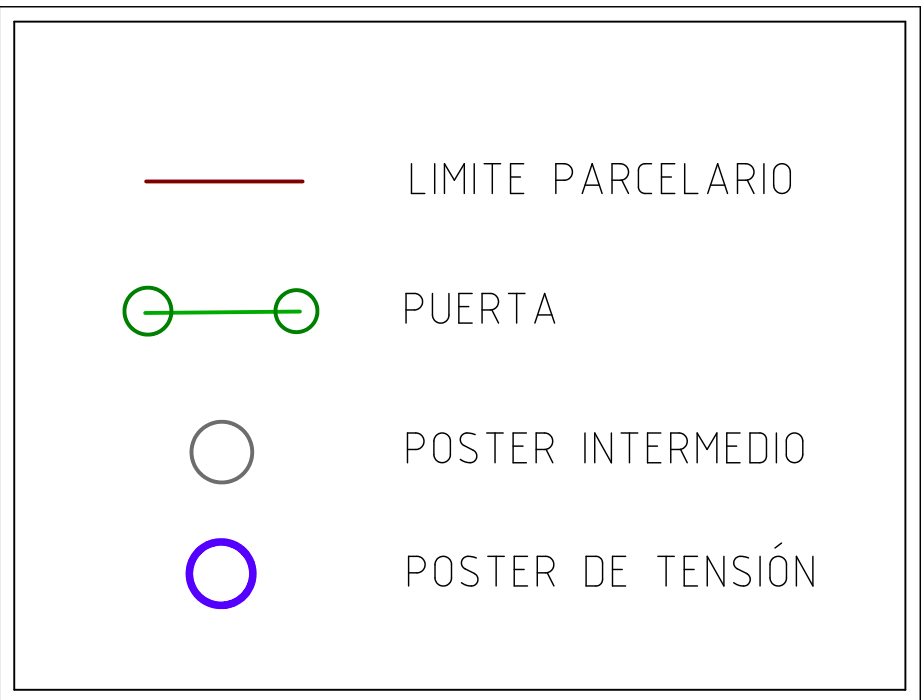 LIMITE PARCELARIO
PUERTA
POSTER INTERMEDIO
POSTER DE TENSIÓN